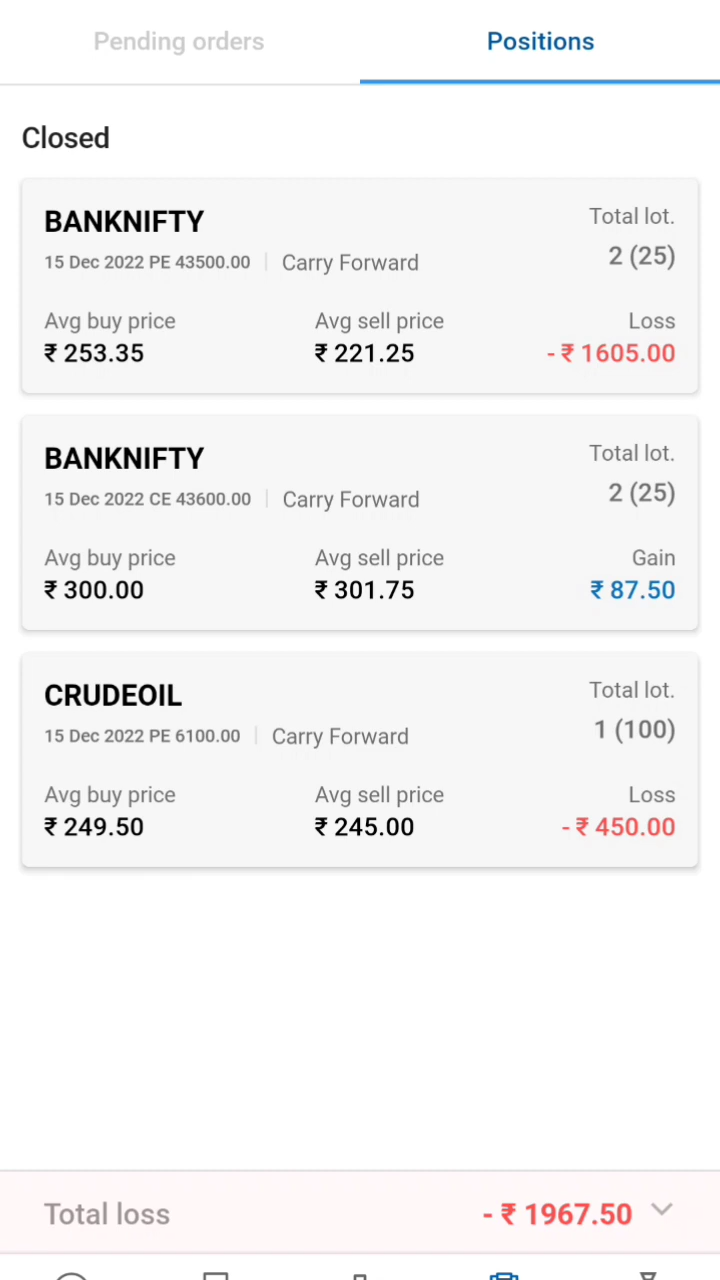 Pending orders
Positions
Closed
BANKNIFTY
Total lot.
15 Dec 2022 PE 43500.00 | Carry Forward
2 (25)
Avg buy price
Avg sell price
Loss
₹ 253.35
₹ 221.25
- ₹ 1605.00
BANKNIFTY
Total lot.
15 Dec 2022 CE 43600.00 | Carry Forward
2 (25)
Avg buy price
Avg sell price
Gain
₹ 300.00
₹ 301.75
₹ 87.50
CRUDEOIL
Total lot.
15 Dec 2022 PE 6100.00 | Carry Forward
1 (100)
Avg buy price
Avg sell price
Loss
₹ 249.50
₹ 245.00
- ₹ 450.00
Total loss
- ₹ 1967.50